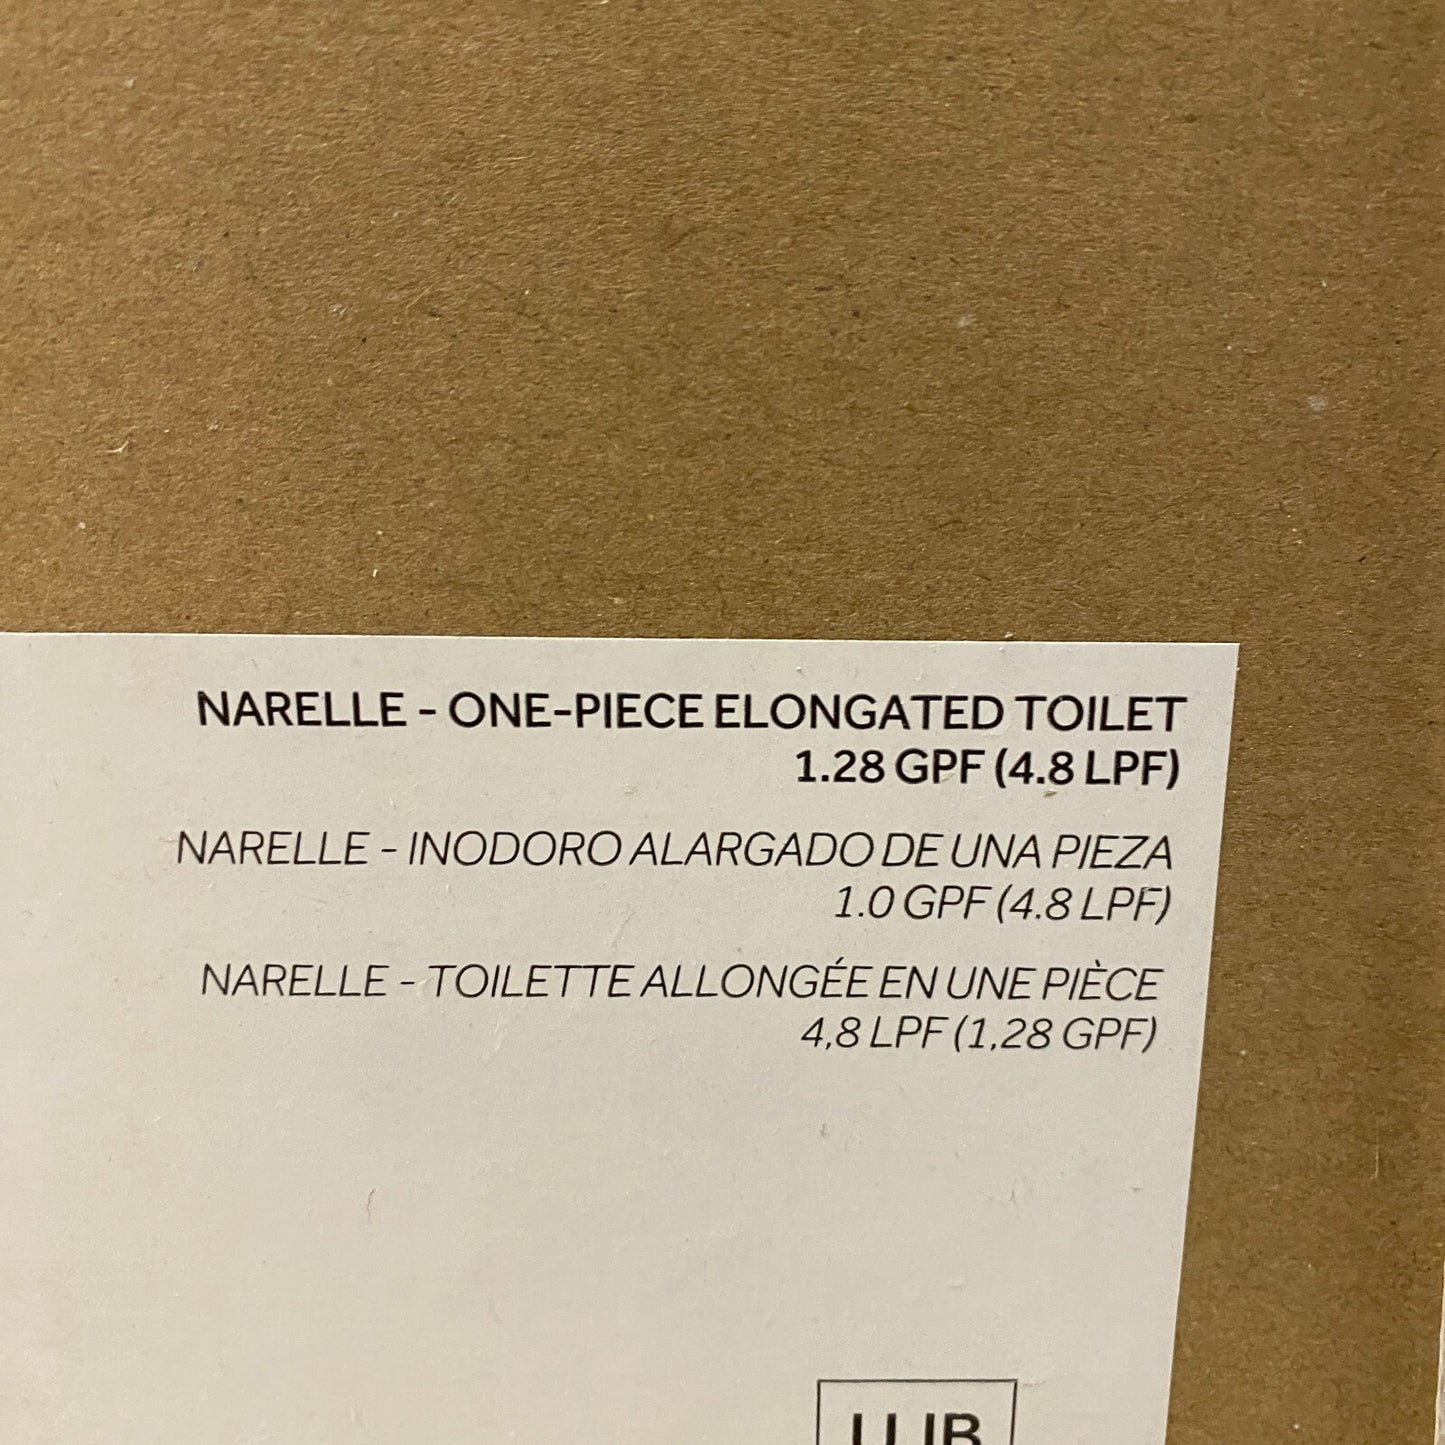 NARELLE - ONE-PIECE ELONGATED TOILET
1.28 GPF (4.8 LPF)
NARELLE - INODORO ALARGADO DE UNA PIEZA
1.0 GPF (4.8 LPF)
NARELLE - TOILETTE ALLONGÉE EN UNE PIÈCE
4,8 LPF (1,28 GPF)